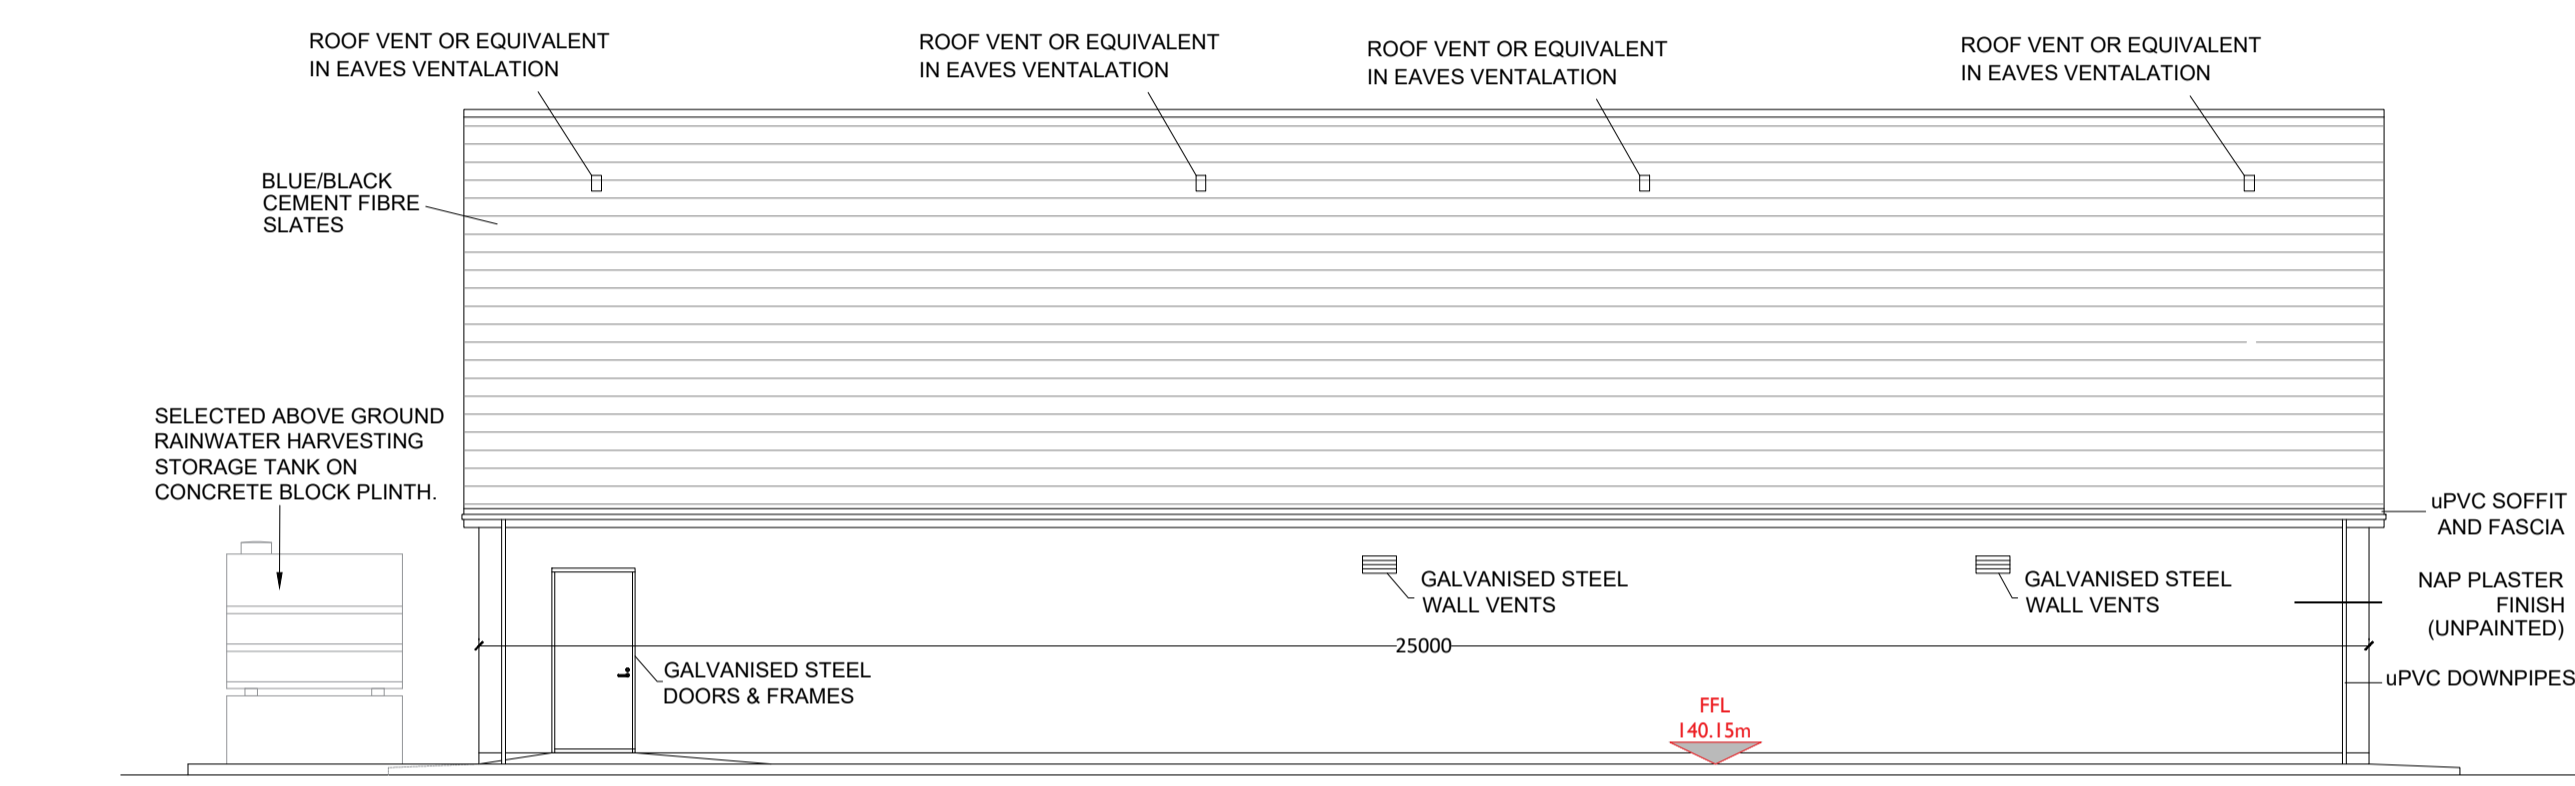 ROOF VENT OR EQUIVALENT
IN EAVES VENTALATION
ROOF VENT OR EQUIVALENT
IN EAVES VENTALATION
ROOF VENT OR EQUIVALENT
IN EAVES VENTALATION
ROOF VENT OR EQUIVALENT
IN EAVES VENTALATION
BLUE/BLACK
CEMENT FIBRE
SLATES
SELECTED ABOVE GROUND
RAINWATER HARVESTING
STORAGE TANK ON
CONCRETE BLOCK PLINTH.
uPVC SOFFIT
AND FASCIA
GALVANISED STEEL
WALL VENTS
GALVANISED STEEL
WALL VENTS
NAP PLASTER
FINISH
(UNPAINTED)
25000
GALVANISED STEEL
DOORS & FRAMES
uPVC DOWNPIPES
FFL
140.15m